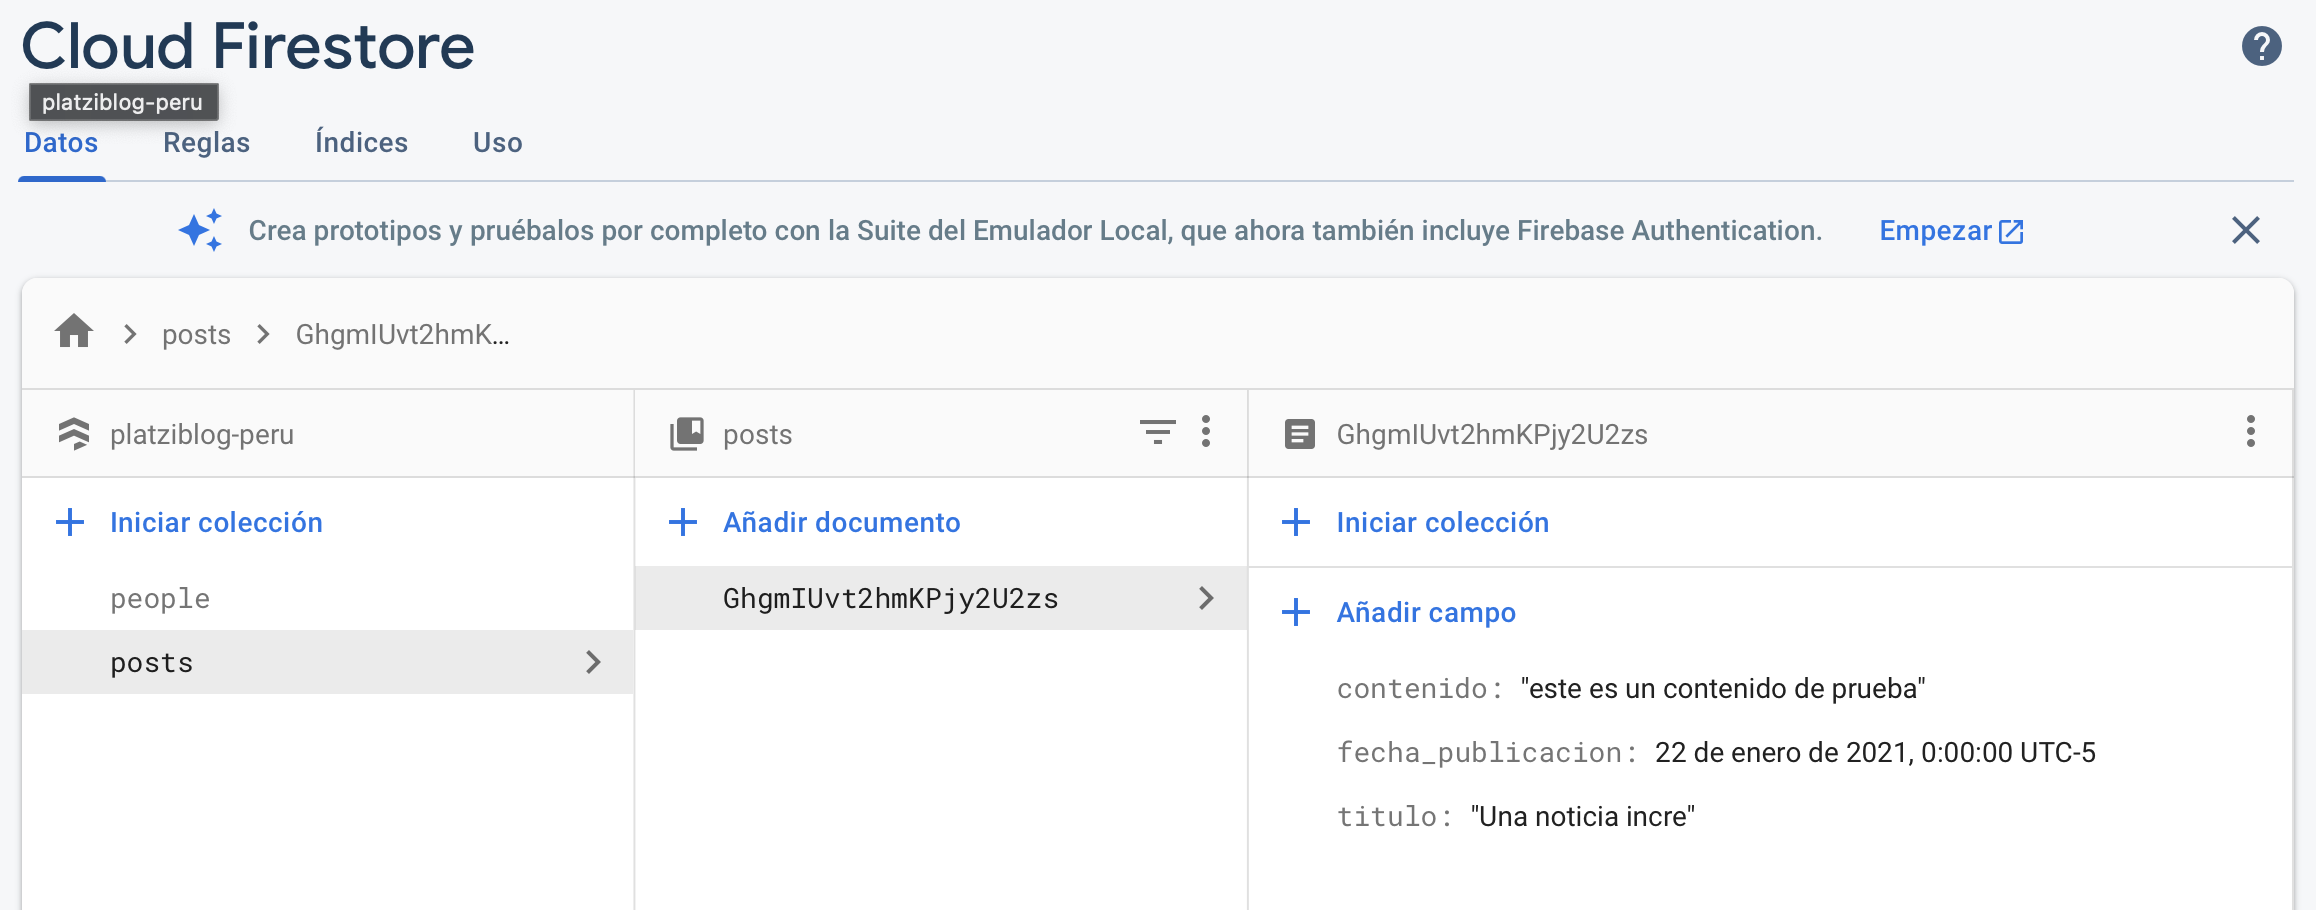 Cloud Firestore
platziblog-peru
Datos Reglas Índices Uso
Crea prototipos y pruébalos por completo con la Suite del Emulador Local, que ahora también incluye Firebase Authentication. Empezar
posts GhgmIUvt2hmK...
platziblog-peru
Iniciar colección
people
posts
posts
Añadir documento
GhgmIUvt2hmKPjy2U2zs
GhgmIUvt2hmKPjy2U2zs
Iniciar colección
Añadir campo
contenido: "este es un contenido de prueba"
fecha_publicacion: 22 de enero de 2021, 0:00:00 UTC-5
titulo: "Una noticia incre"